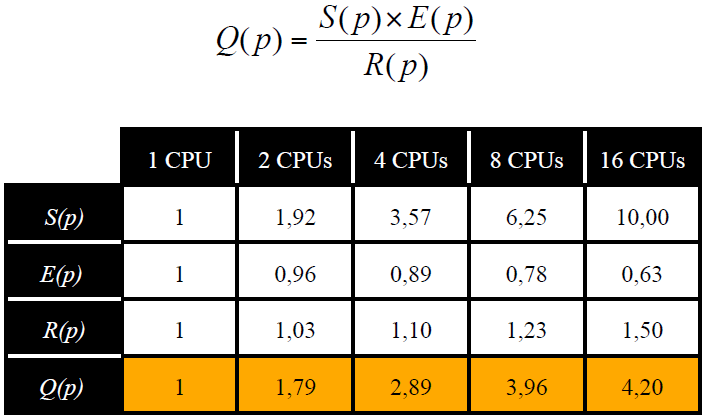 Q(p) = S(p)×E(p) / R(p)
1 CPU 2 CPUs 4 CPUs 8 CPUs 16 CPUs
S(p) 1 1,92 3,57 6,25 10,00
E(p) 1 0,96 0,89 0,78 0,63
R(p) 1 1,03 1,10 1,23 1,50
Q(p) 1 1,79 2,89 3,96 4,20